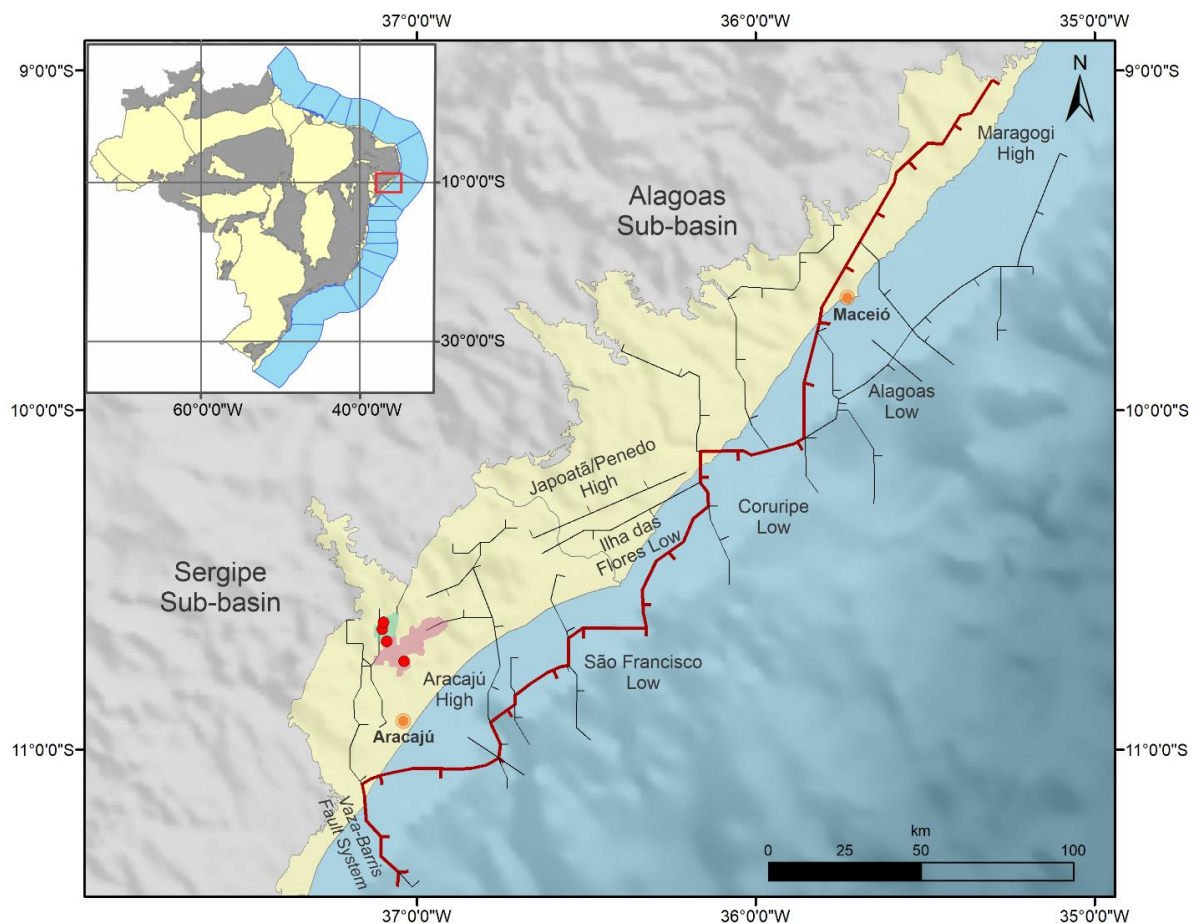 37°0'0"W
36°0'0"W
35°0'0"W
9°0'0"S
9°0'0"S
N
Maragogi
High
10°0'0"S
Alagoas
Sub-basin
Maceió
30°0'0"S
60°0'0"W
40°0'0"W
Alagoas
Low
10°0'0"S
10°0'0"S
Japoatã/Penedo
High
Coruripe
Low
Ilha das
Flores Low
Sergipe
Sub-basin
São Francisco
Low
Aracajú
High
Aracajú
11°0'0"S
11°0'0"S
Vaza-Barris
Fault System
km
0
25
50
100
37°0'0"W
36°0'0"W
35°0'0"W